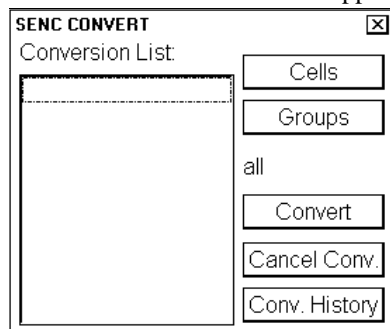 SENC CONVERT
Conversion List:
Cells
Groups
all
Convert
Cancel Conv.
Conv. History